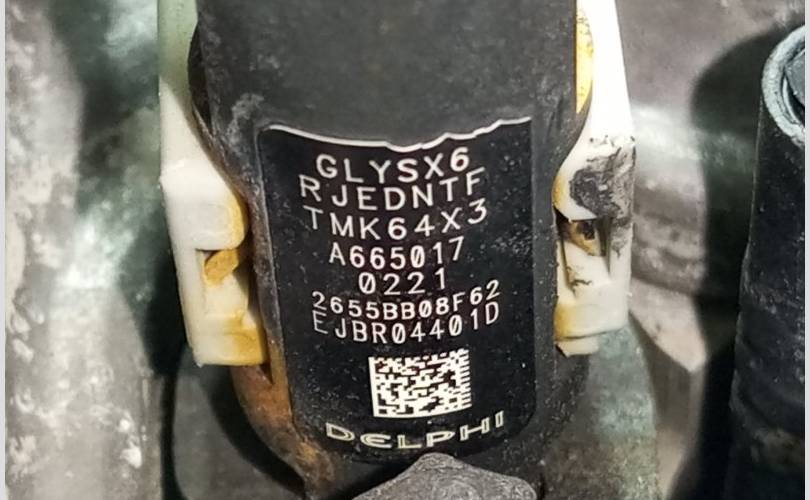 GLYSX6
RJEDNTF
TMK64X3
A665017
0221
2655BB08F62
EJBR04401D
DELPHI